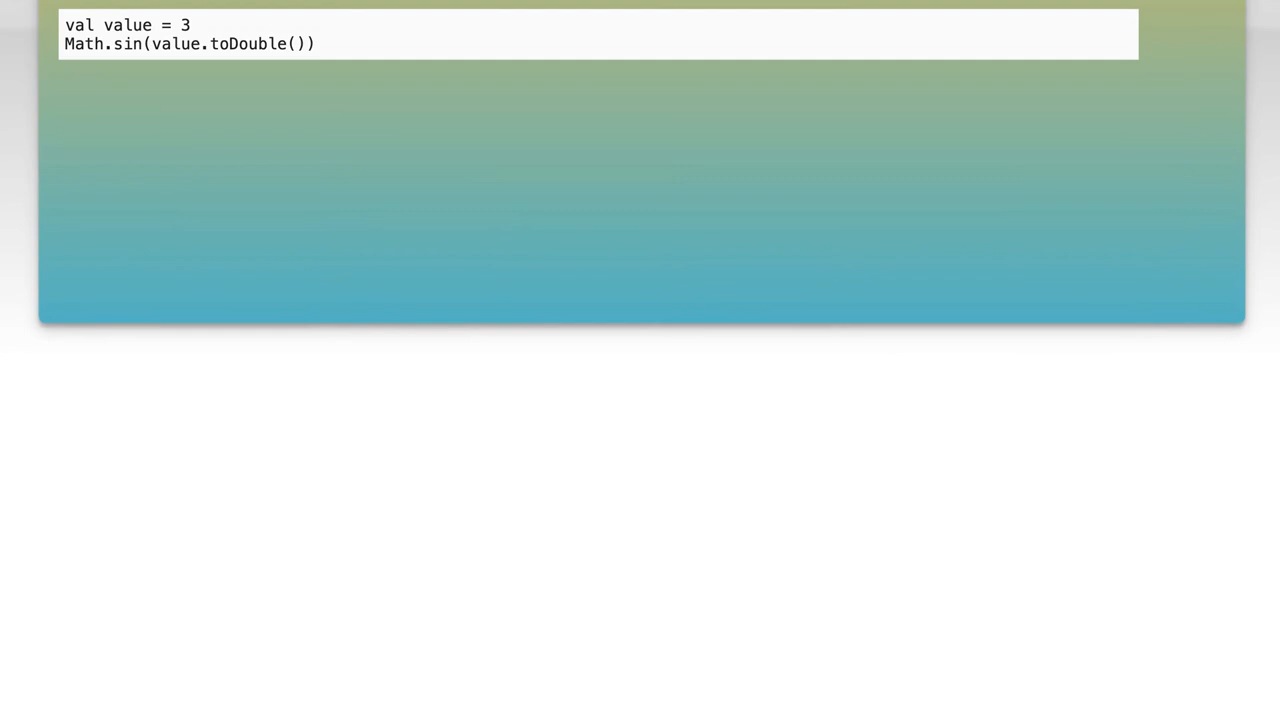 val value = 3
Math.sin(value.toDouble())